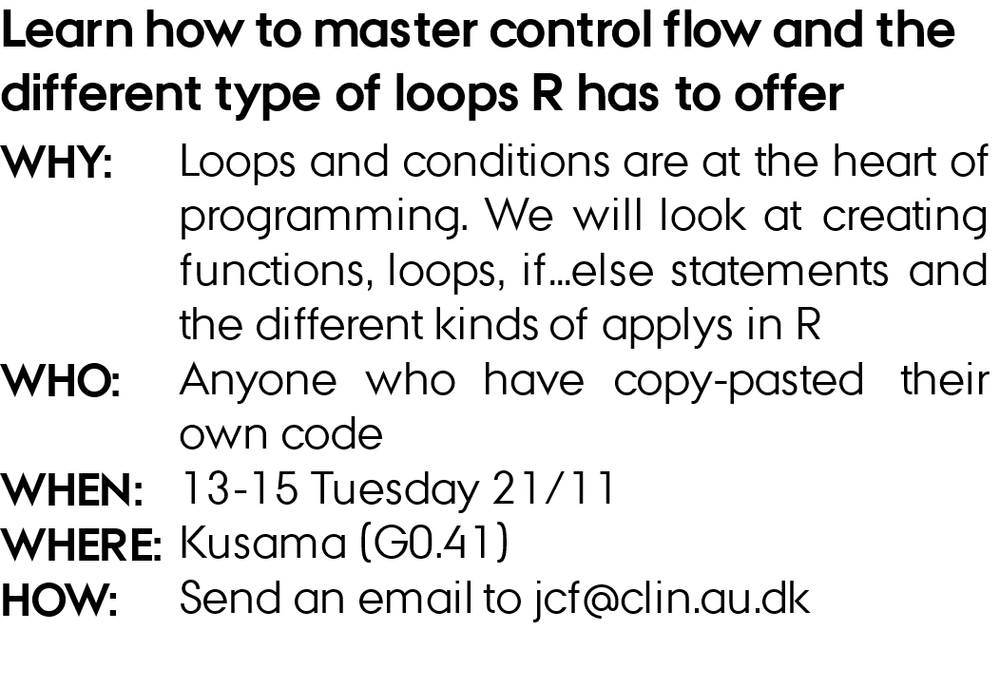 Learn how to master control flow and the
different type of loops R has to offer
WHY: Loops and conditions are at the heart of
programming. We will look at creating
functions, loops, if...else statements and
the different kinds of applys in R
WHO: Anyone who have copy-pasted their
own code
WHEN: 13-15 Tuesday 21/11
WHERE: Kusama (G0.41)
HOW: Send an email to jcf@clin.au.dk